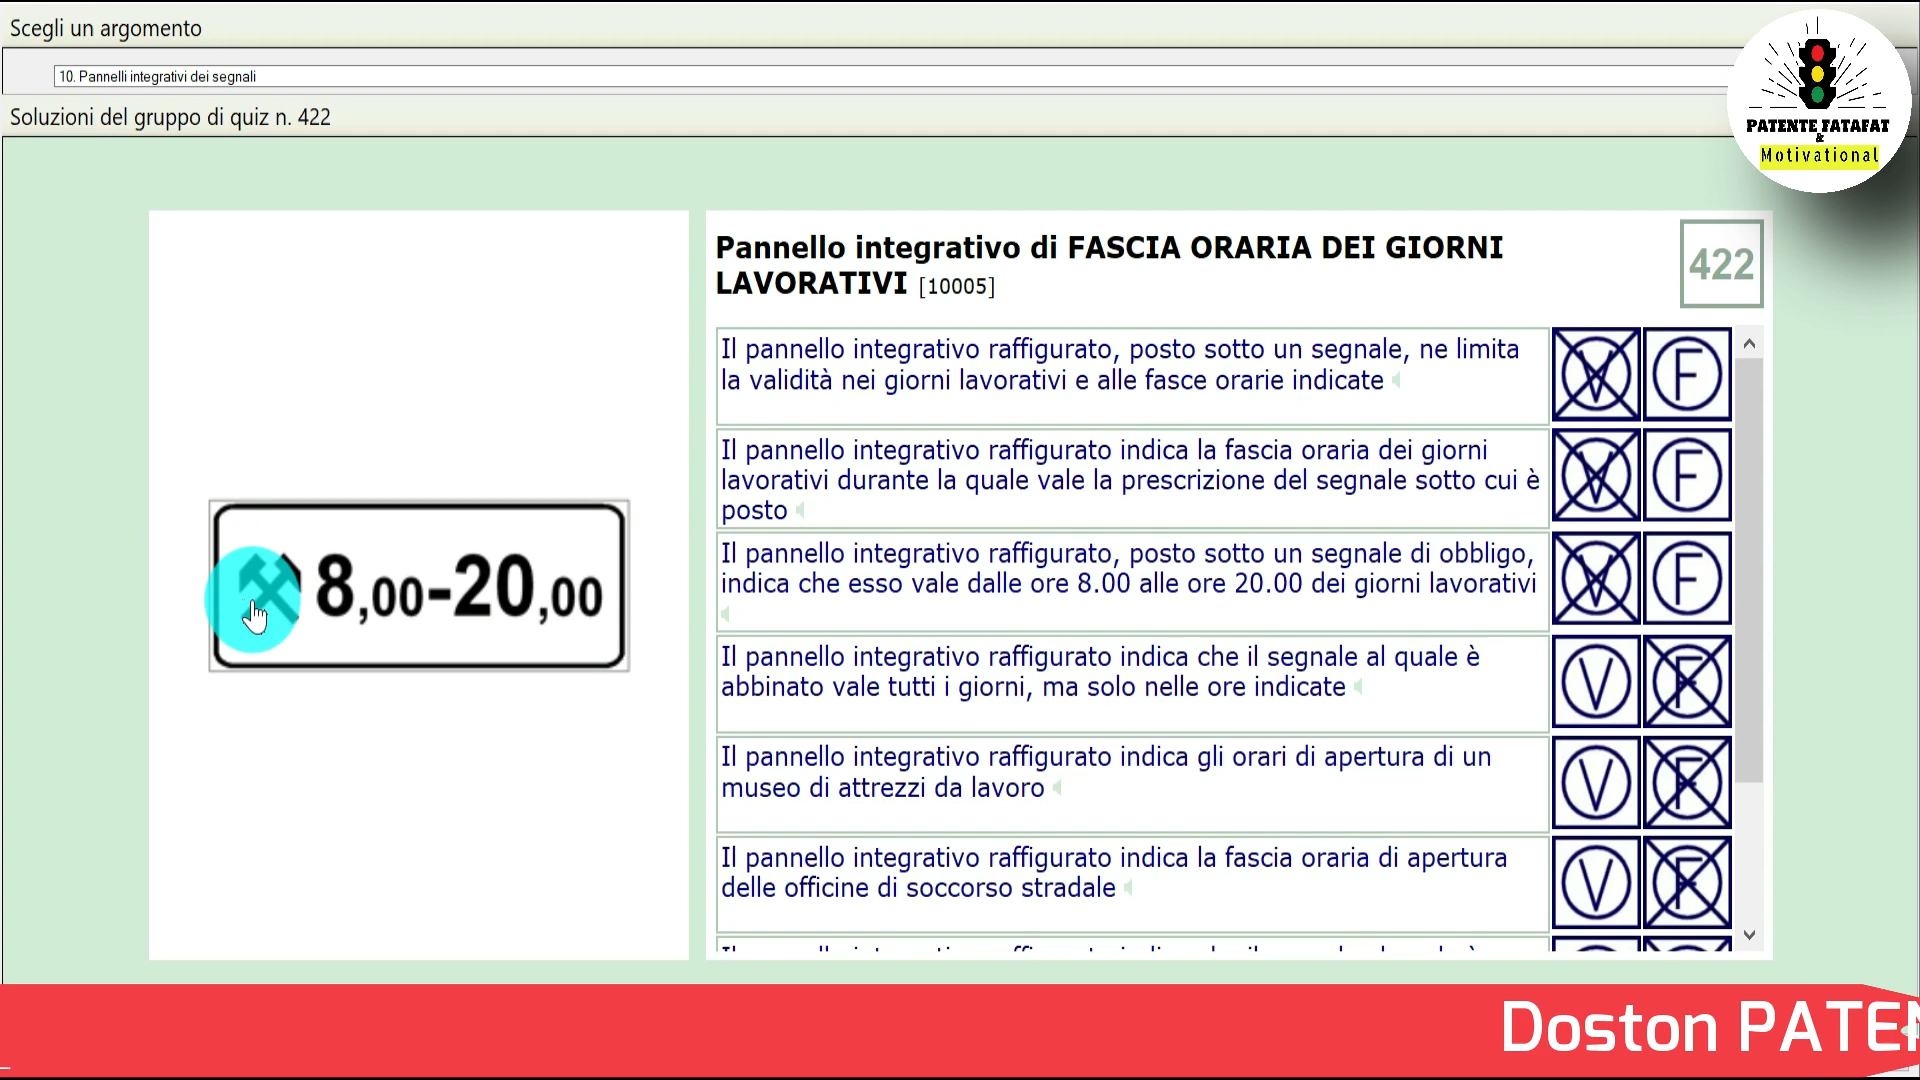 Scegli un argomento
10. Pannelli integrativi dei segnali
Soluzioni del gruppo di quiz n. 422
PATENTE FATAFAT
&
Motivational
Pannello integrativo di FASCIA ORARIA DEI GIORNI
LAVORATIVI [10005]
422
Il pannello integrativo raffigurato, posto sotto un segnale, ne limita
la validità nei giorni lavorativi e alle fasce orarie indicate
V F
Il pannello integrativo raffigurato indica la fascia oraria dei giorni
lavorativi durante la quale vale la prescrizione del segnale sotto cui è
posto
V F
8,00-20,00
Il pannello integrativo raffigurato, posto sotto un segnale di obbligo,
indica che esso vale dalle ore 8.00 alle ore 20.00 dei giorni lavorativi
V F
Il pannello integrativo raffigurato indica che il segnale al quale è
abbinato vale tutti i giorni, ma solo nelle ore indicate
V F
Il pannello integrativo raffigurato indica gli orari di apertura di un
museo di attrezzi da lavoro
V F
Il pannello integrativo raffigurato indica la fascia oraria di apertura
delle officine di soccorso stradale
V F
Doston PATEN